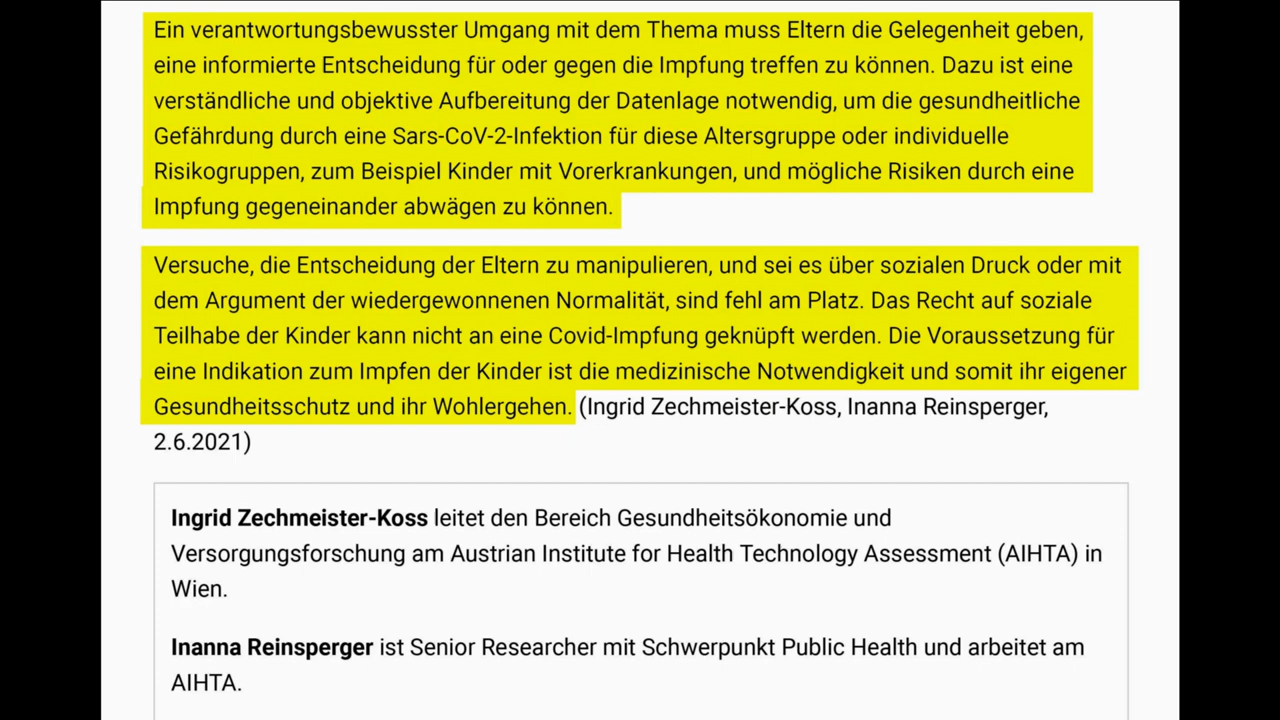 Ein verantwortungsbewusster Umgang mit dem Thema muss Eltern die Gelegenheit geben,
eine informierte Entscheidung für oder gegen die Impfung treffen zu können. Dazu ist eine
verständliche und objektive Aufbereitung der Datenlage notwendig, um die gesundheitliche
Gefährdung durch eine Sars-CoV-2-Infektion für diese Altersgruppe oder individuelle
Risikogruppen, zum Beispiel Kinder mit Vorerkrankungen, und mögliche Risiken durch eine
Impfung gegeneinander abwägen zu können.
Versuche, die Entscheidung der Eltern zu manipulieren, und sei es über sozialen Druck oder mit
dem Argument der wiedergewonnenen Normalität, sind fehl am Platz. Das Recht auf soziale
Teilhabe der Kinder kann nicht an eine Covid-Impfung geknüpft werden. Die Voraussetzung für
eine Indikation zum Impfen der Kinder ist die medizinische Notwendigkeit und somit ihr eigener
Gesundheitsschutz und ihr Wohlergehen. (Ingrid Zechmeister-Koss, Inanna Reinsperger,
2.6.2021)
Ingrid Zechmeister-Koss leitet den Bereich Gesundheitsökonomie und
Versorgungsforschung am Austrian Institute for Health Technology Assessment (AIHTA) in
Wien.
Inanna Reinsperger ist Senior Researcher mit Schwerpunkt Public Health und arbeitet am
AIHTA.